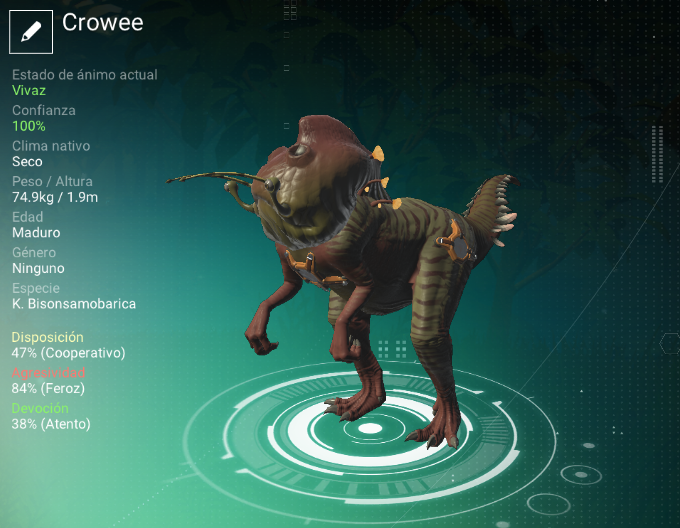 Crowee
Estado de ánimo actual
Vivaz
Confianza
100%
Clima nativo
Seco
Peso / Altura
74.9kg / 1.9m
Edad
Maduro
Género
Ninguno
Especie
K. Bisonsamobarica
Disposición
47% (Cooperativo)
Agresividad
84% (Feroz)
Devoción
38% (Atento)